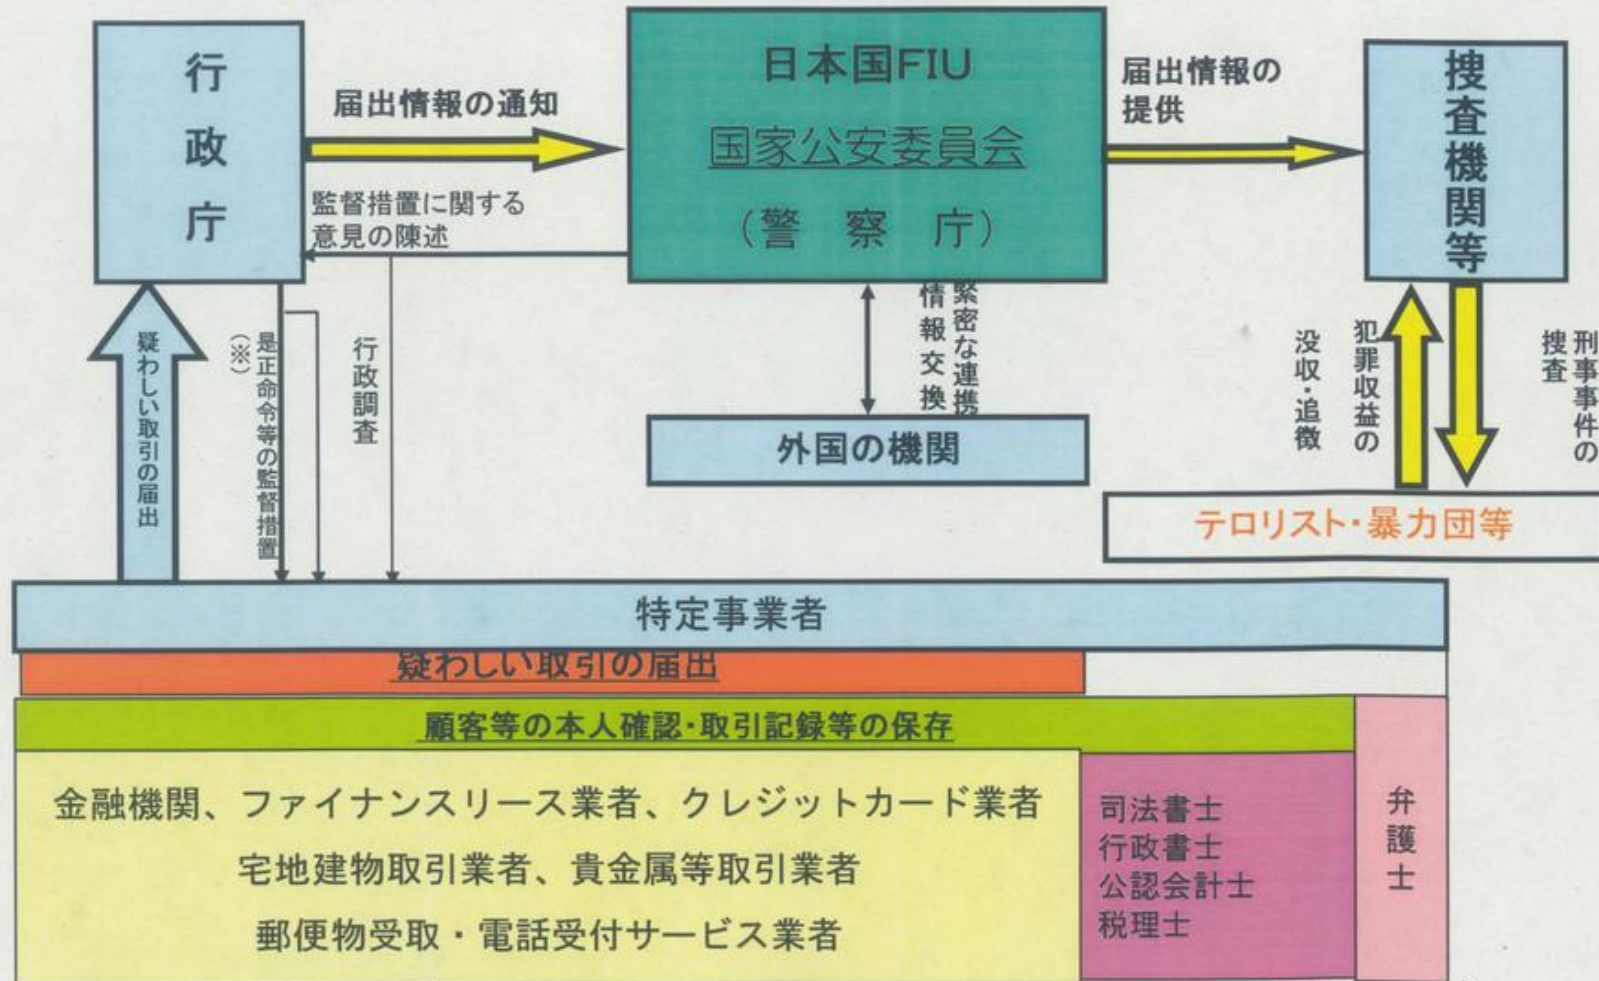 行政庁
届出情報の通知
日本国FIU
国家公安委員会
（警　察　庁）
届出情報の
提供
捜査機関等
監督措置に関する
意見の陳述
疑わしい取引の届出
是正命令等の監督措置
（※）
行政調査
緊密な連携
情報交換
外国の機関
犯罪収益の
没収・追徴
刑事事件の
捜査
テロリスト・暴力団等
特定事業者
疑わしい取引の届出
顧客等の本人確認・取引記録等の保存
金融機関、ファイナンスリース業者、クレジットカード業者
宅地建物取引業者、貴金属等取引業者
郵便物受取・電話受付サービス業者
司法書士
行政書士
公認会計士
税理士
弁護士